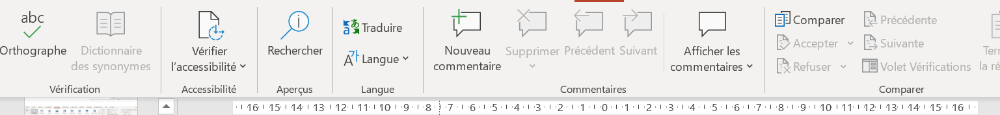 abc
Orthographe
Dictionnaire
des synonymes
Vérification
Vérifier
l'accessibilité
Accessibilité
Rechercher
Aperçus
Traduire
Langue
Langue
Nouveau
commentaire
Supprimer
Précédent
Suivant
Afficher les
commentaires
Commentaires
Comparer
Accepter
Refuser
Précédente
Suivante
Volet Vérifications
Comparer
la ré
16 15 14 13 12 11 10 9 8 7 6 5 4 3 2 1 0 1 2 3 4 5 6 7 8 9 10 11 12 13 14 15 16